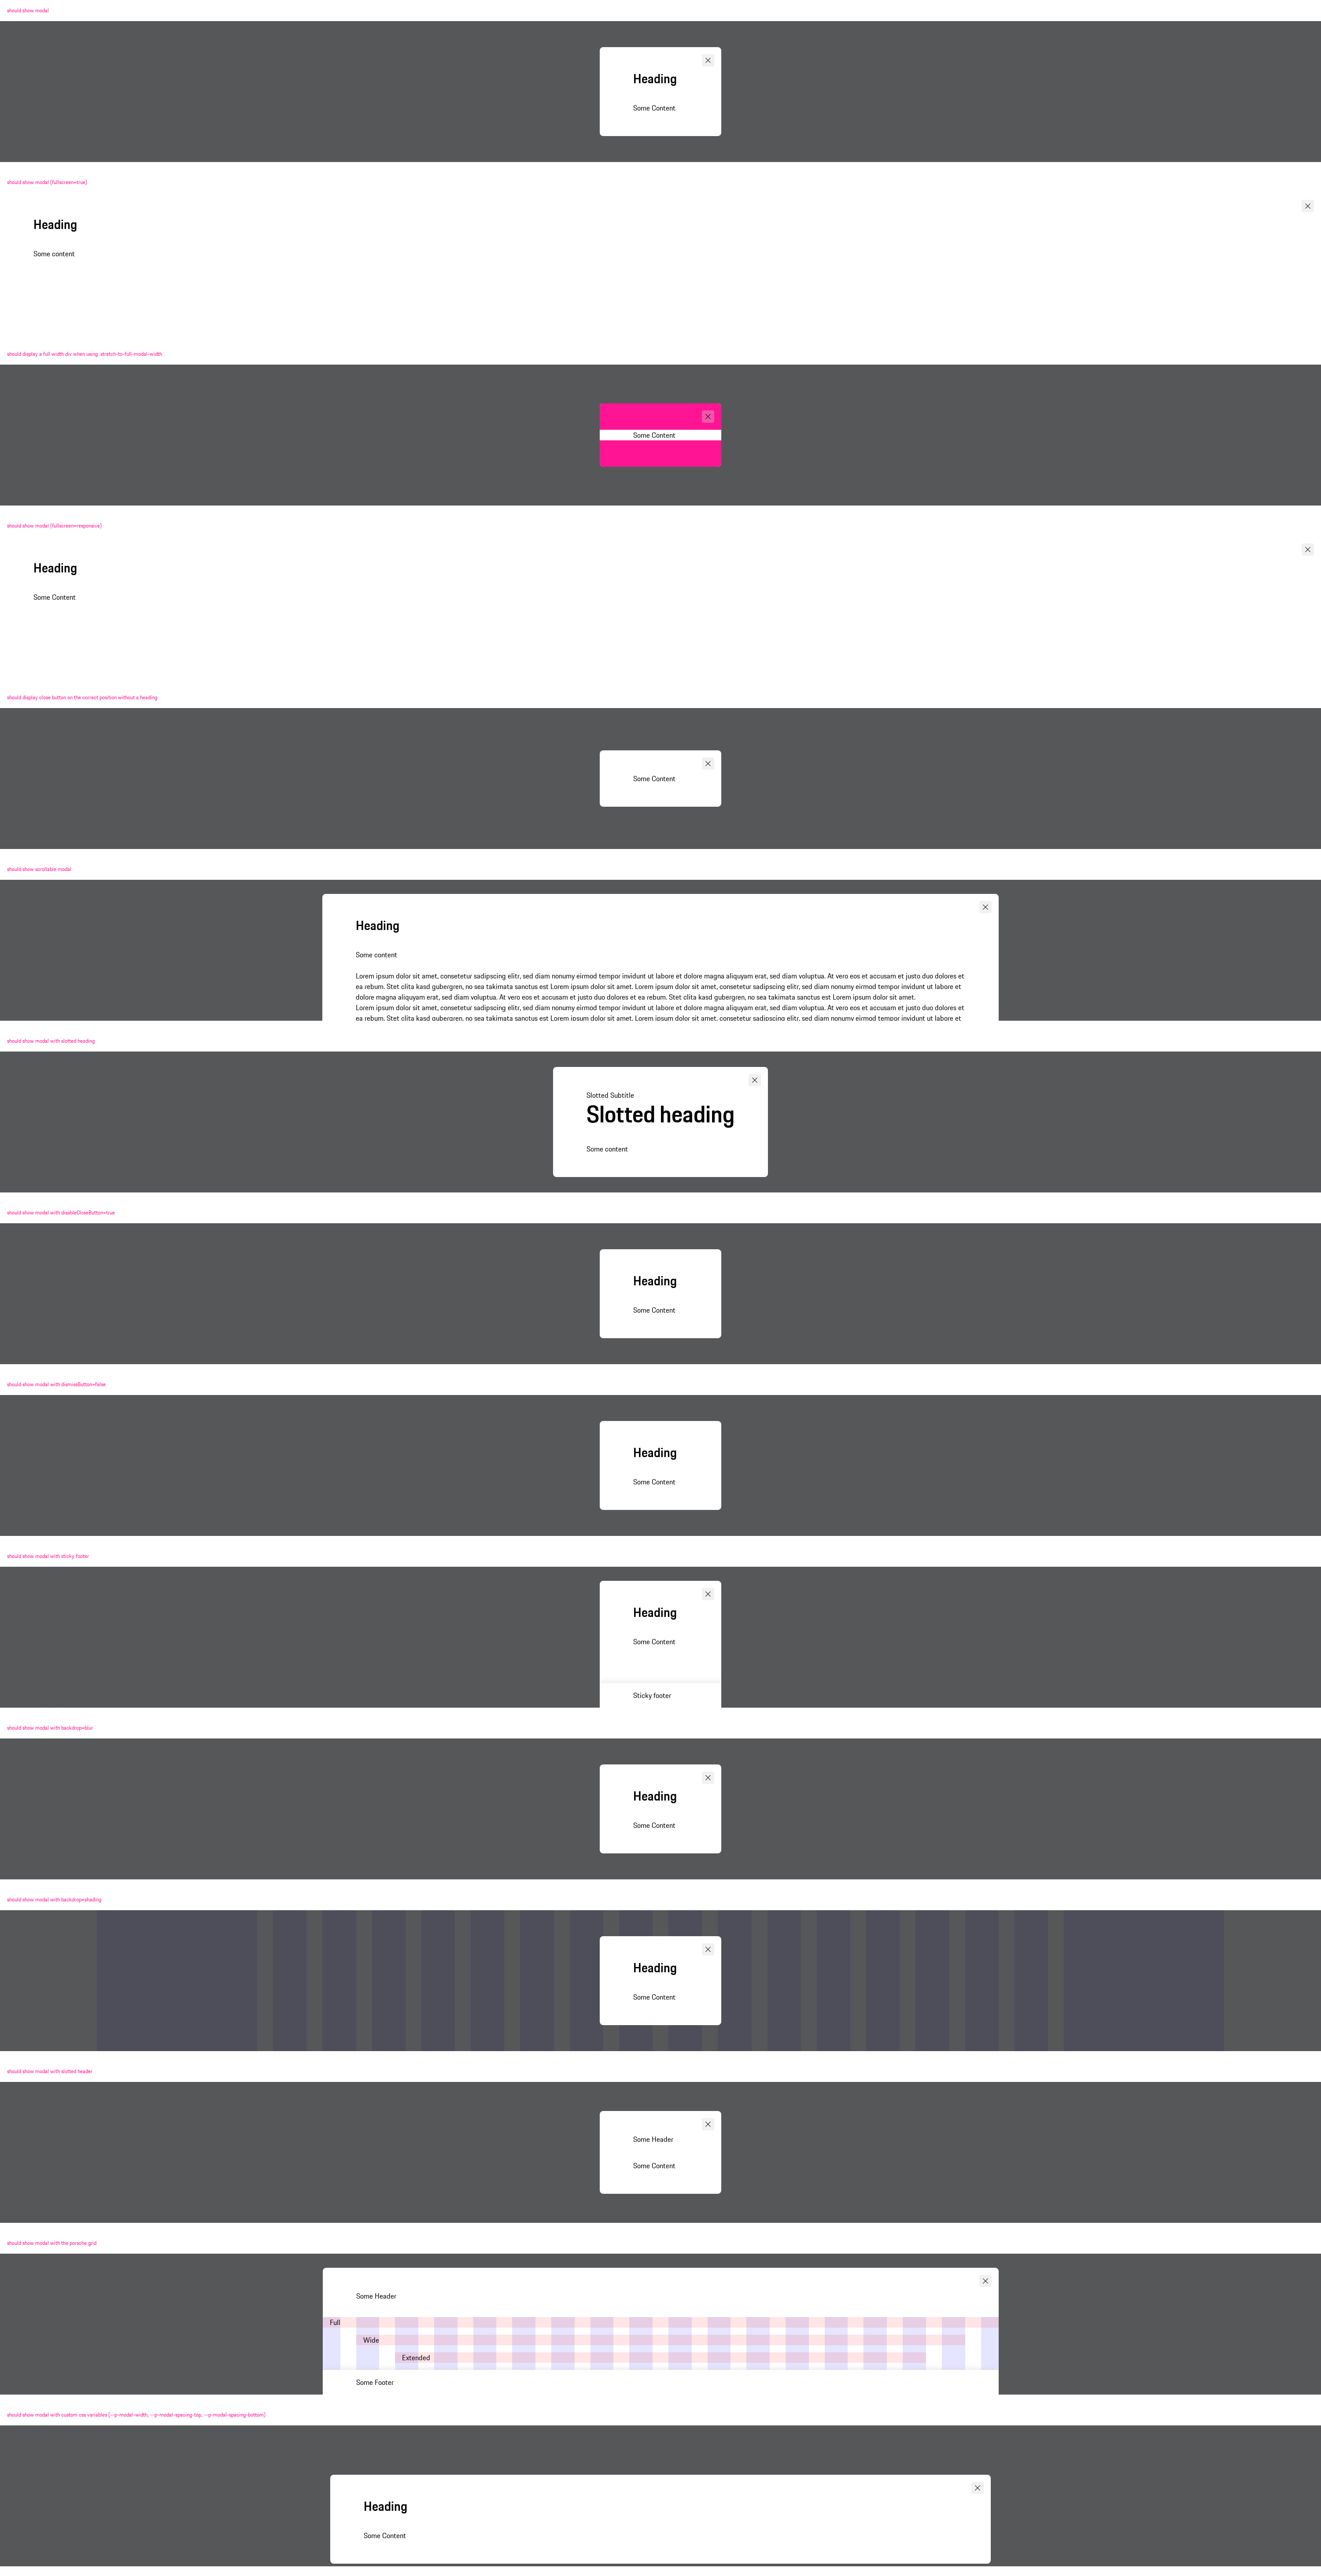 should show modal
Heading
Some Content
should show modal (fullscreen=true)
Heading
Some content
should display a full width div when using .stretch-to-full-modal-width
Some Content
should show modal (fullscreen=responsive)
Heading
Some Content
should display close button on the correct position without a heading.
Some Content
should show scrollable modal
Heading
Some content
Lorem ipsum dolor sit amet, consetetur sadipscing elitr, sed diam nonumy eirmod tempor invidunt ut labore et dolore magna aliquyam erat, sed diam voluptua. At vero eos et accusam et justo duo dolores et
ea rebum. Stet clita kasd gubergren, no sea takimata sanctus est Lorem ipsum dolor sit amet. Lorem ipsum dolor sit amet, consetetur sadipscing elitr, sed diam nonumy eirmod tempor invidunt ut labore et
dolore magna aliquyam erat, sed diam voluptua. At vero eos et accusam et justo duo dolores et ea rebum. Stet clita kasd gubergren, no sea takimata sanctus est Lorem ipsum dolor sit amet.
Lorem ipsum dolor sit amet, consetetur sadipscing elitr, sed diam nonumy eirmod tempor invidunt ut labore et dolore magna aliquyam erat, sed diam voluptua. At vero eos et accusam et justo duo dolores et
ea rebum. Stet clita kasd gubergren, no sea takimata sanctus est Lorem ipsum dolor sit amet. Lorem ipsum dolor sit amet, consetetur sadipscing elitr, sed diam nonumy eirmod tempor invidunt ut labore et
should show modal with slotted heading
Slotted Subtitle
Slotted heading
Some content
should show modal with disableCloseButton=true
Heading
Some Content
should show modal with dismissButton=false
Heading
Some Content
should show modal with sticky footer
Heading
Some Content
Sticky footer
should show modal with backdrop=blur
Heading
Some Content
should show modal with backdrop=shading
Heading
Some Content
should show modal with slotted header
Some Header
Some Content
should show modal with the porsche grid
Some Header
Full
Wide
Extended
Some Footer
should show modal with custom css variables (--p-modal-width, --p-modal-spacing-top, --p-modal-spacing-bottom)
Heading
Some Content